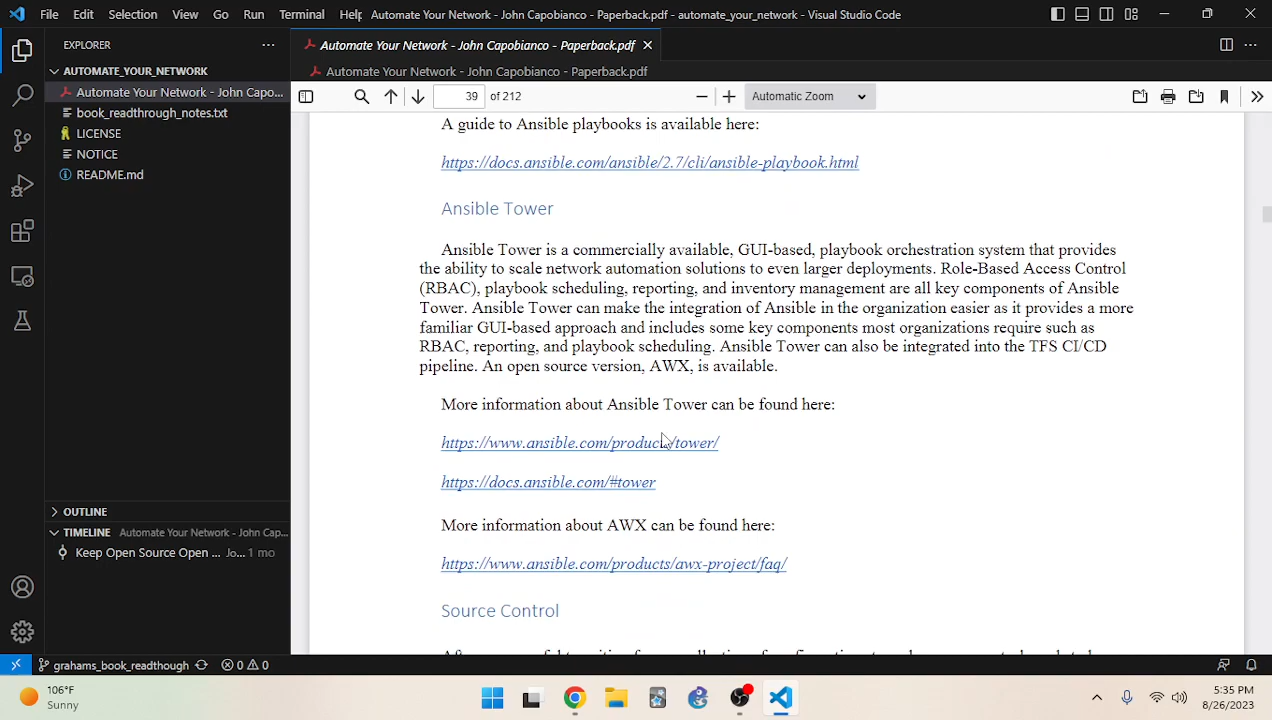 File Edit Selection View Go Run Terminal Help Automate Your Network - John Capobianco - Paperback.pdf - automate_your_network - Visual Studio Code
EXPLORER
AUTOMATE_YOUR_NETWORK
Automate Your Network - John Capo...
book_readthrough_notes.txt
LICENSE
NOTICE
README.md
OUTLINE
TIMELINE Automate Your Network - John Cap...
Keep Open Source Open ... Jo... 1 mo
Automate Your Network - John Capobianco - Paperback.pdf
Automate Your Network - John Capobianco - Paperback.pdf
39 of 212
Automatic Zoom
A guide to Ansible playbooks is available here:
https://docs.ansible.com/ansible/2.7/cli/ansible-playbook.html
Ansible Tower
Ansible Tower is a commercially available, GUI-based, playbook orchestration system that provides
the ability to scale network automation solutions to even larger deployments. Role-Based Access Control
(RBAC), playbook scheduling, reporting, and inventory management are all key components of Ansible
Tower. Ansible Tower can make the integration of Ansible in the organization easier as it provides a more
familiar GUI-based approach and includes some key components most organizations require such as
RBAC, reporting, and playbook scheduling. Ansible Tower can also be integrated into the TFS CI/CD
pipeline. An open source version, AWX, is available.
More information about Ansible Tower can be found here:
https://www.ansible.com/products/tower/
https://docs.ansible.com/#tower
More information about AWX can be found here:
https://www.ansible.com/products/awx-project/faq/
Source Control
grahams_book_readthough 0 0
106°F
Sunny
5:35 PM
8/26/2023